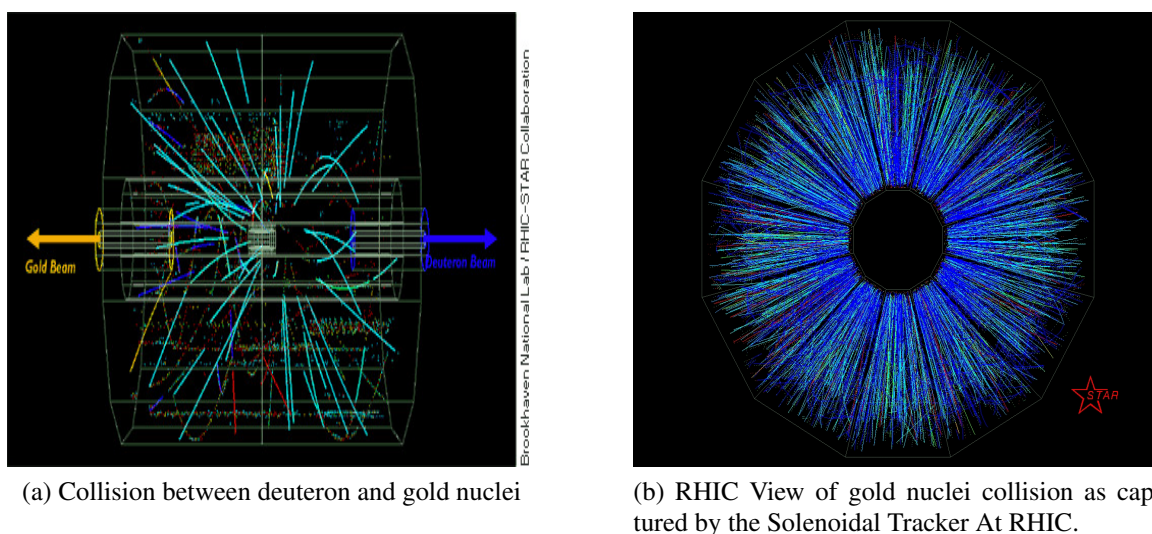 Gold Beam
Deuteron Beam
Brookhaven National Lab / RHIC-STAR Collaboration
STAR
(a) Collision between deuteron and gold nuclei
(b) RHIC View of gold nuclei collision as cap-
tured by the Solenoidal Tracker At RHIC.